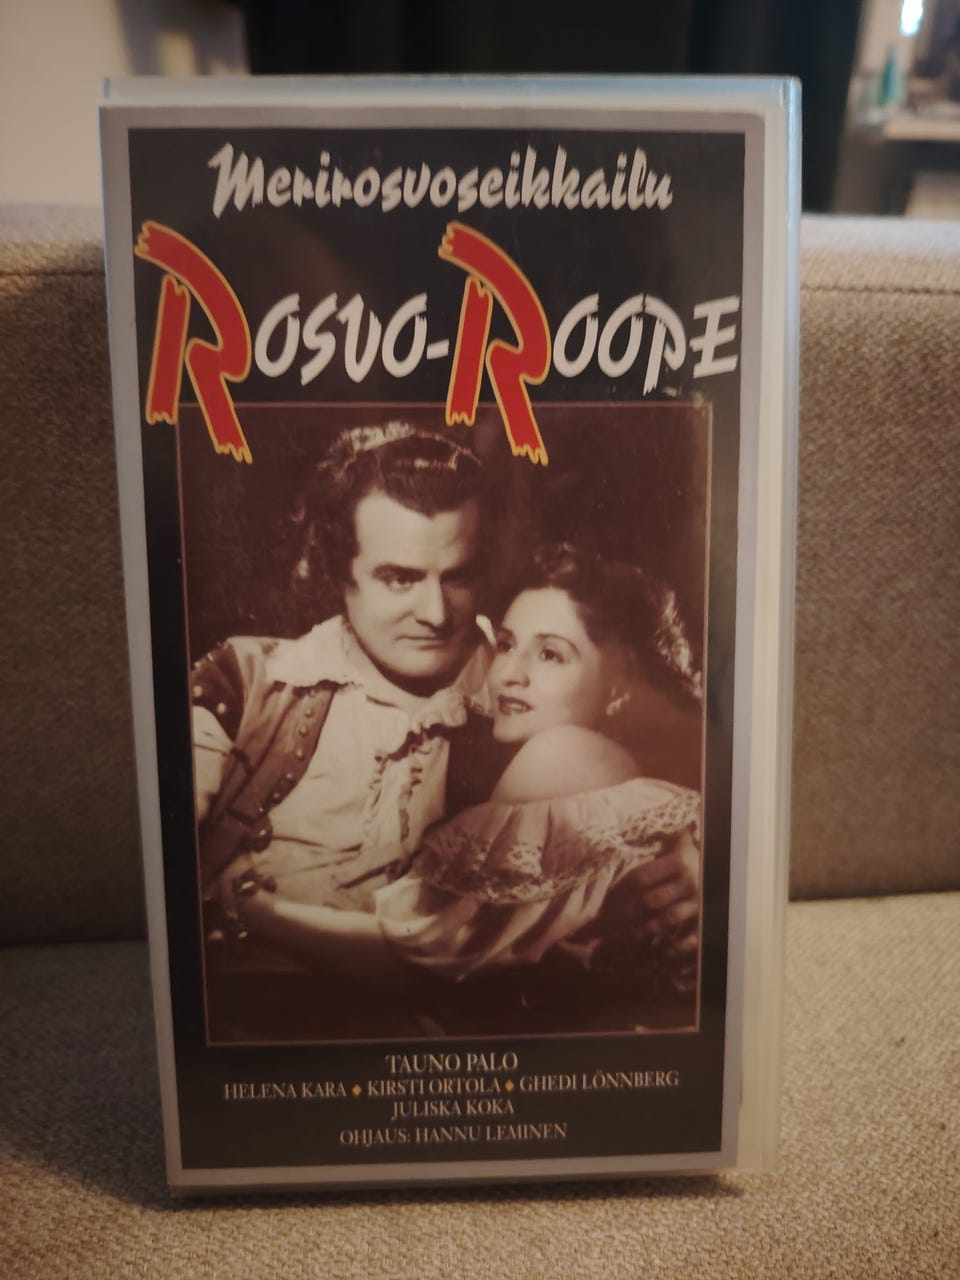 Merirosvoseikkailu
ROSVO-ROOPE
TAUNO PALO
HELENA KARA ♦ KIRSTI ORTOLA ♦ GHEDI LÖNNBERG
JULISKA KOKA
OHJAUS: HANNU LEMINEN